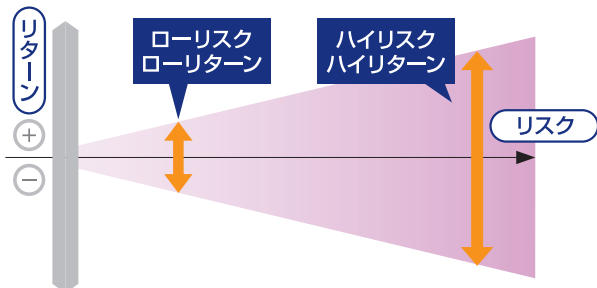 リターン
ローリスク
ローリターン
ハイリスク
ハイリターン
リスク
+
−